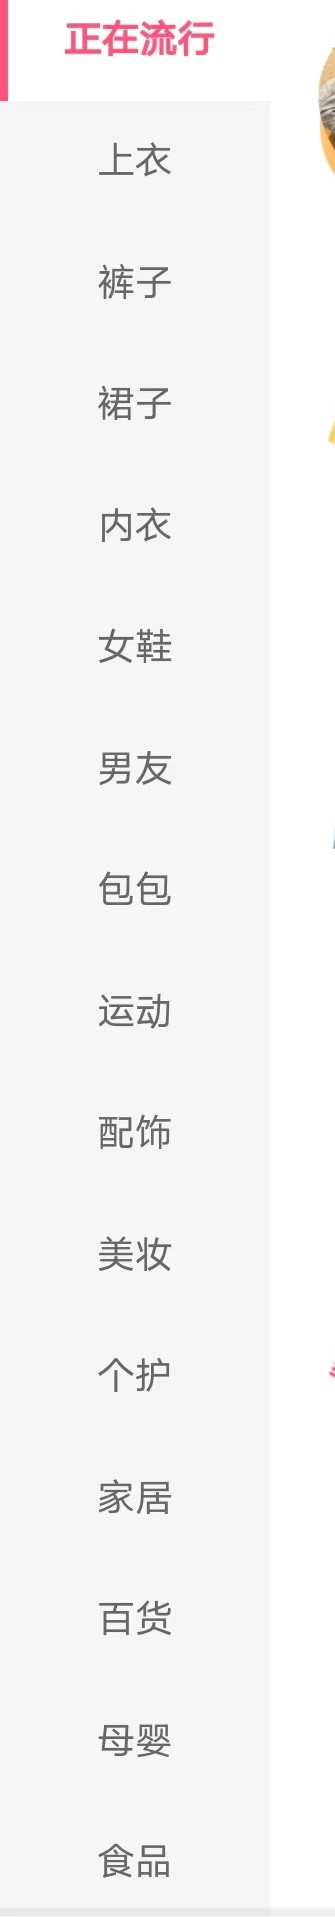 正在流行
上衣
裤子
裙子
内衣
女鞋
男友
包包
运动
配饰
美妆
个护
家居
百货
母婴
食品